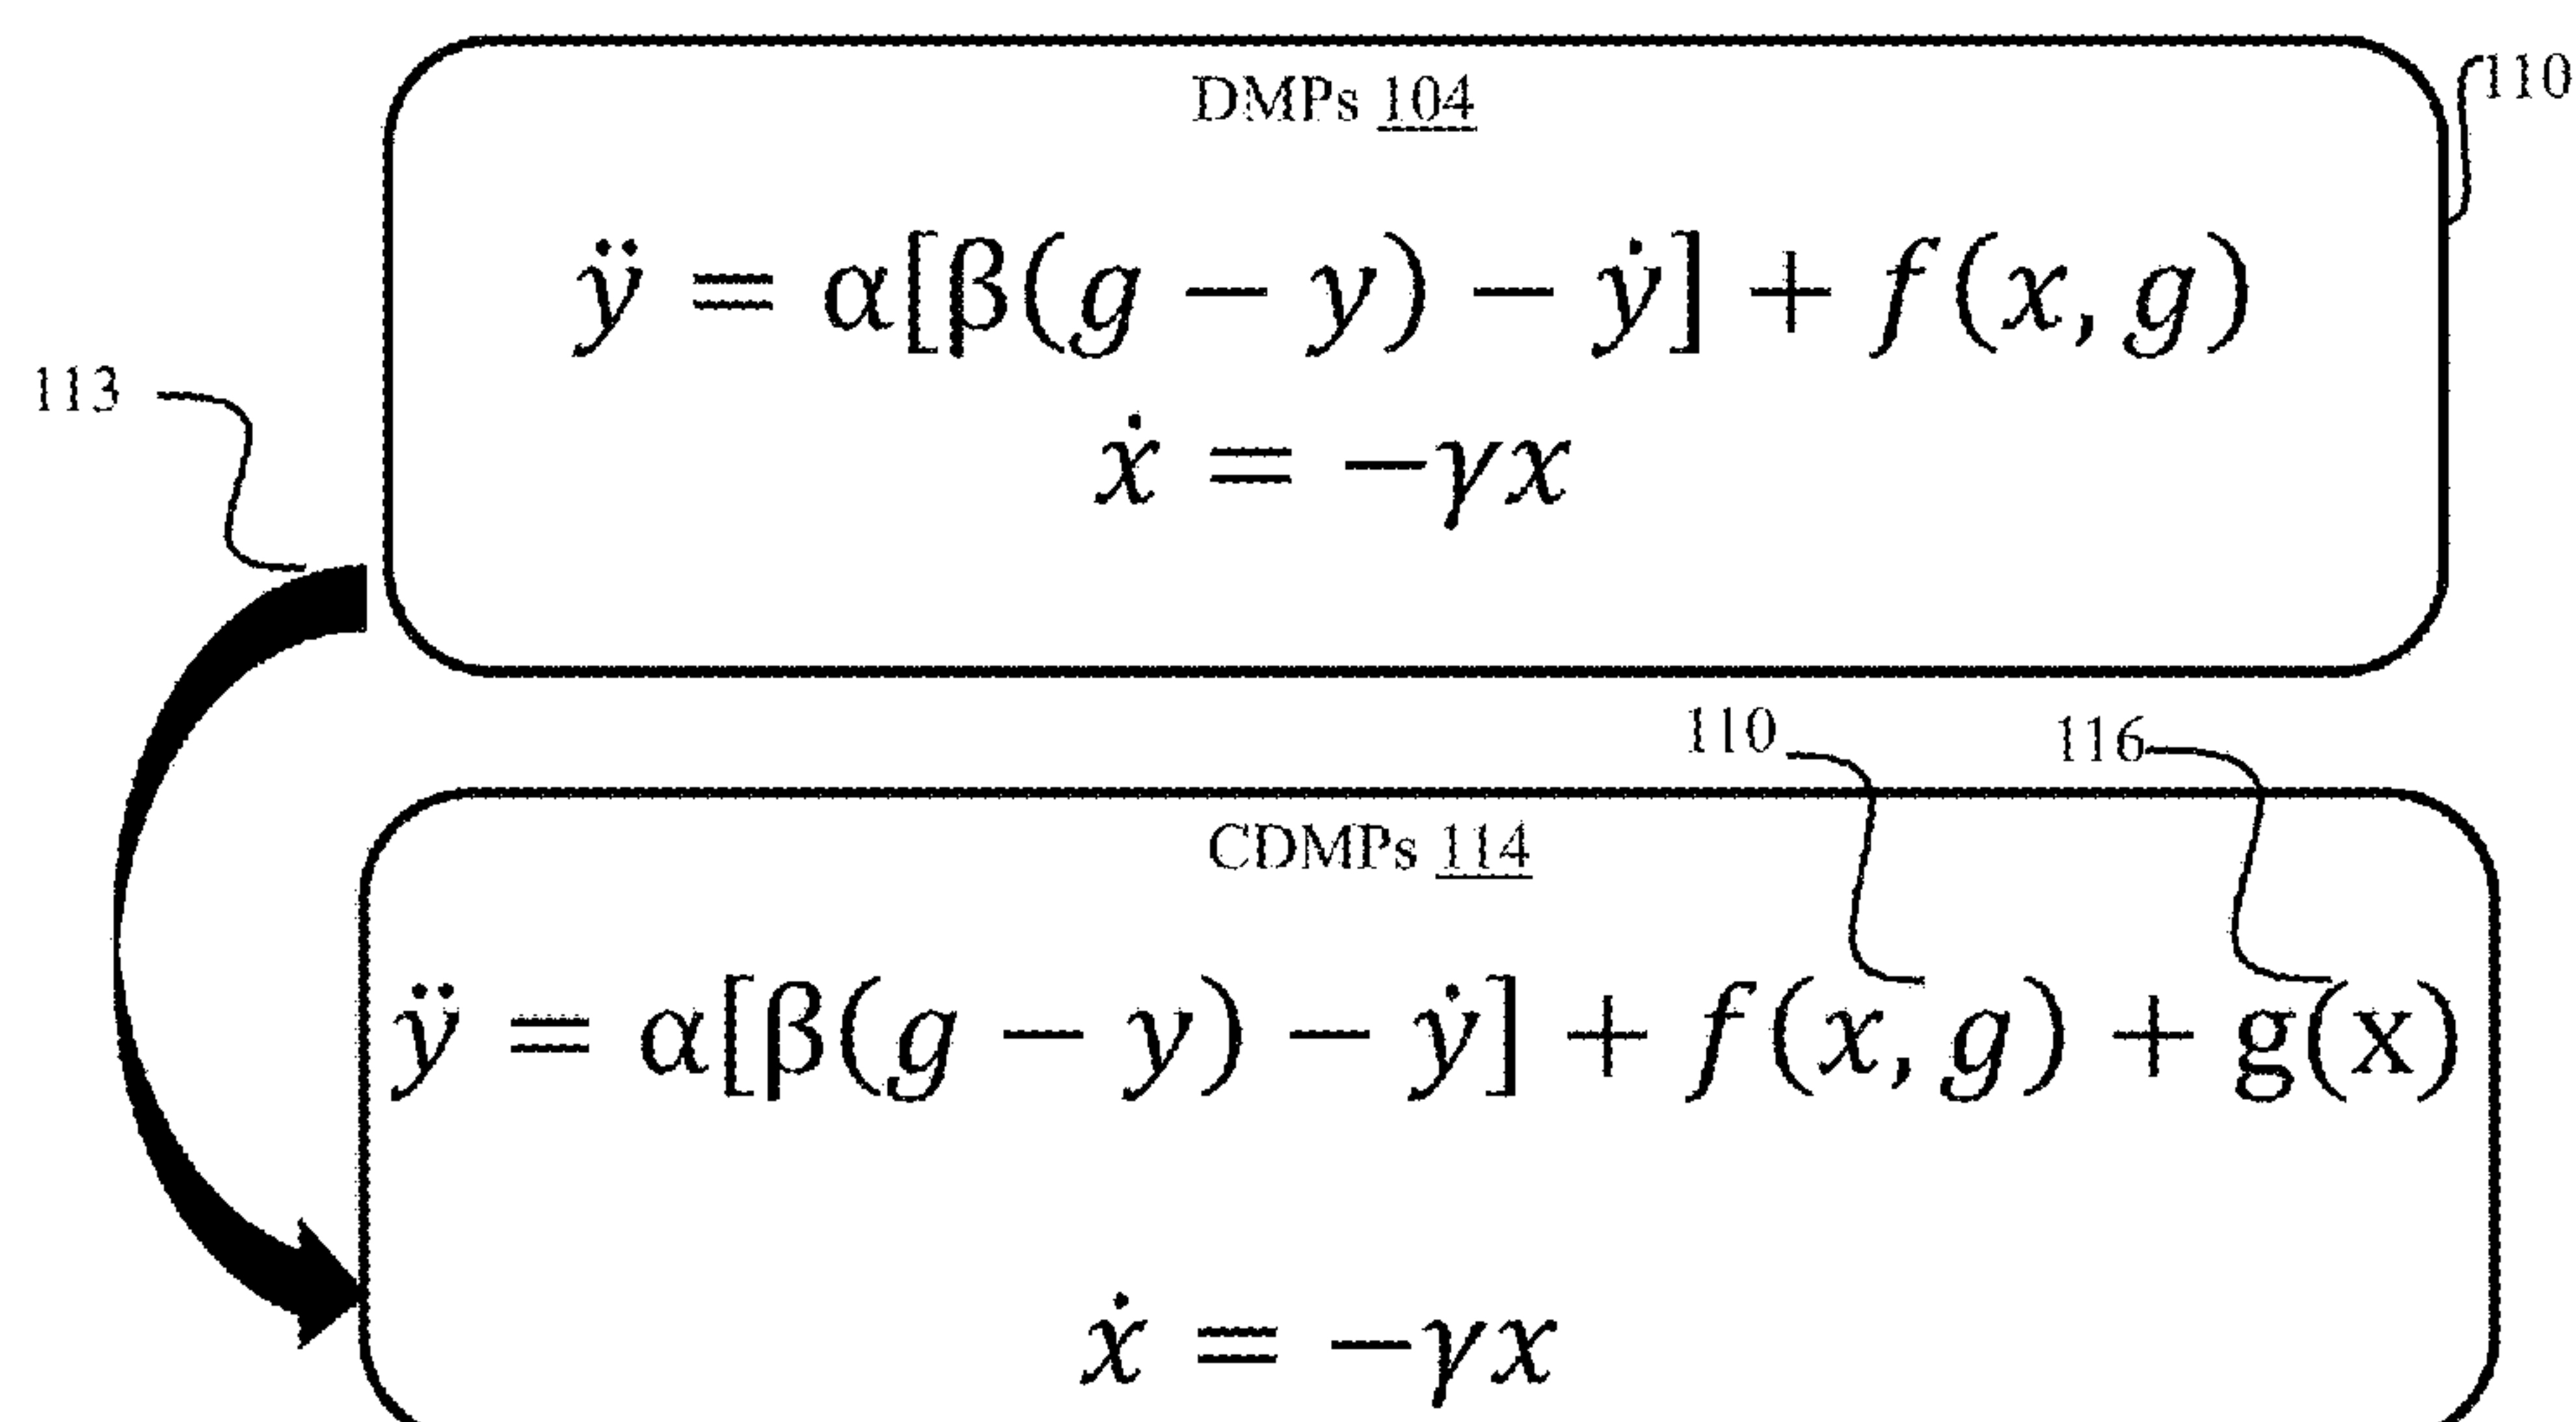 DMPs 104
110
ÿ = α[β(g − y) − ẏ] + f(x, g)
113
ẋ = −γx
110
116
CDMPs 114
ÿ = α[β(g − y) − ẏ] + f(x, g) + g(x)
ẋ = −γx